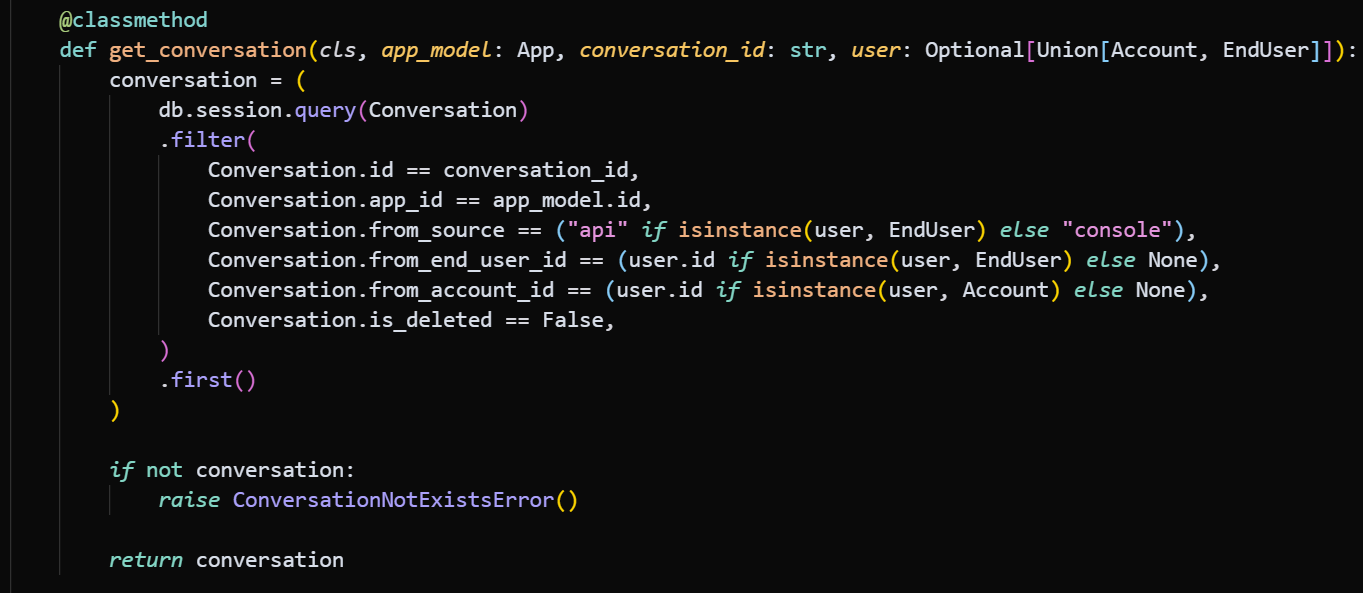 @classmethod
def get_conversation(cls, app_model: App, conversation_id: str, user: Optional[Union[Account, EndUser]]):
    conversation = (
        db.session.query(Conversation)
        .filter(
            Conversation.id == conversation_id,
            Conversation.app_id == app_model.id,
            Conversation.from_source == ("api" if isinstance(user, EndUser) else "console"),
            Conversation.from_end_user_id == (user.id if isinstance(user, EndUser) else None),
            Conversation.from_account_id == (user.id if isinstance(user, Account) else None),
            Conversation.is_deleted == False,
        )
        .first()
    )

    if not conversation:
        raise ConversationNotExistsError()

    return conversation